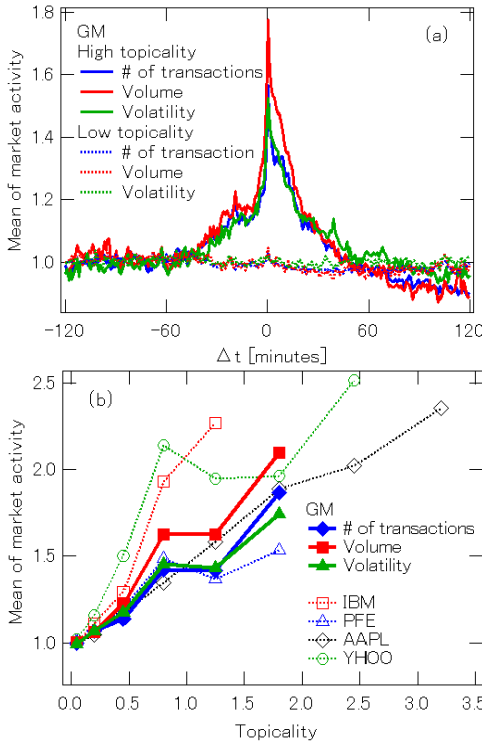 1.8
(a)
GM
High topicality
# of transactions
Volume
Volatility
Low topicality
# of transaction
Volume
Volatility
1.6
1.4
1.2
1.0
Mean of market activity
−120
−60
0
60
120
Δt [minutes]
2.5
(b)
2.0
1.5
1.0
Mean of market activity
GM
# of transactions
Volume
Volatility
IBM
PFE
AAPL
YHOO
0.0 0.5 1.0 1.5 2.0 2.5 3.0 3.5
Topicality